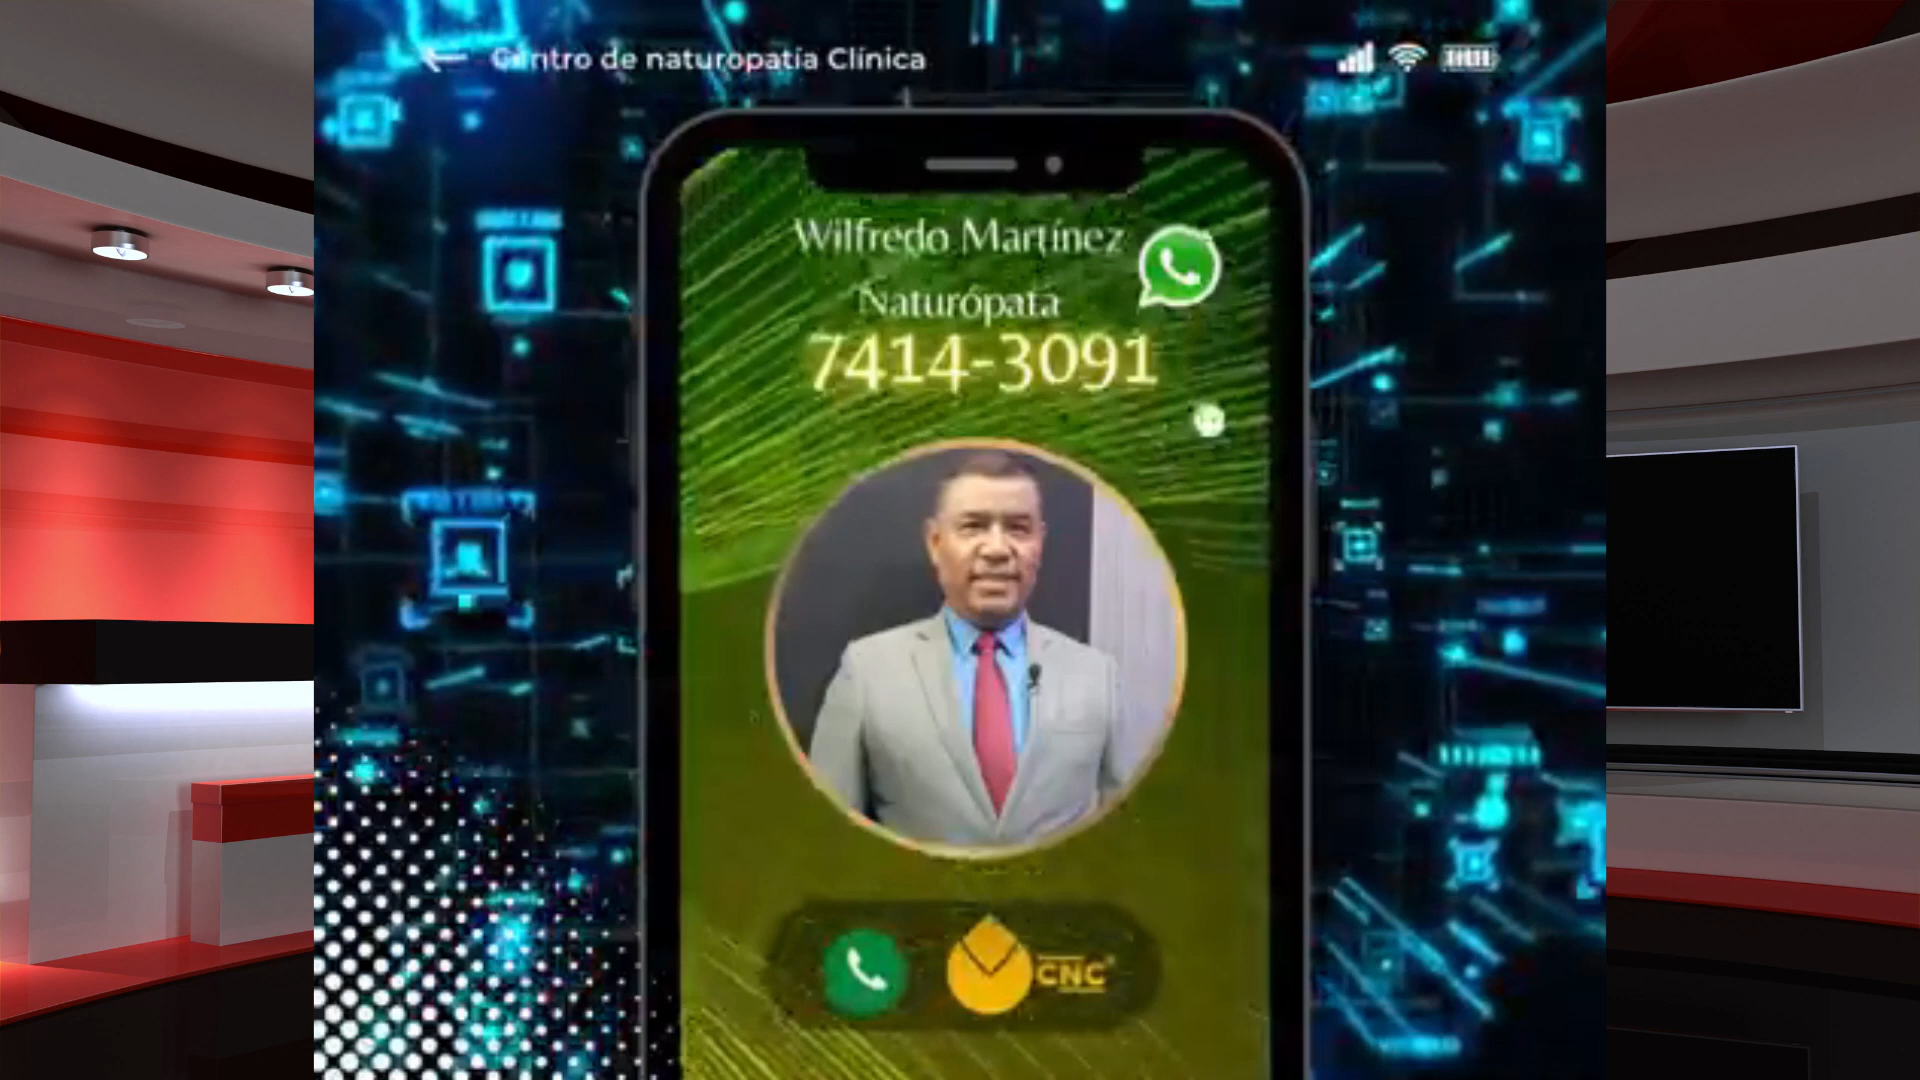 Centro de naturopatía Clínica
Wilfredo Martínez
Naturópata
7414-3091
CNC